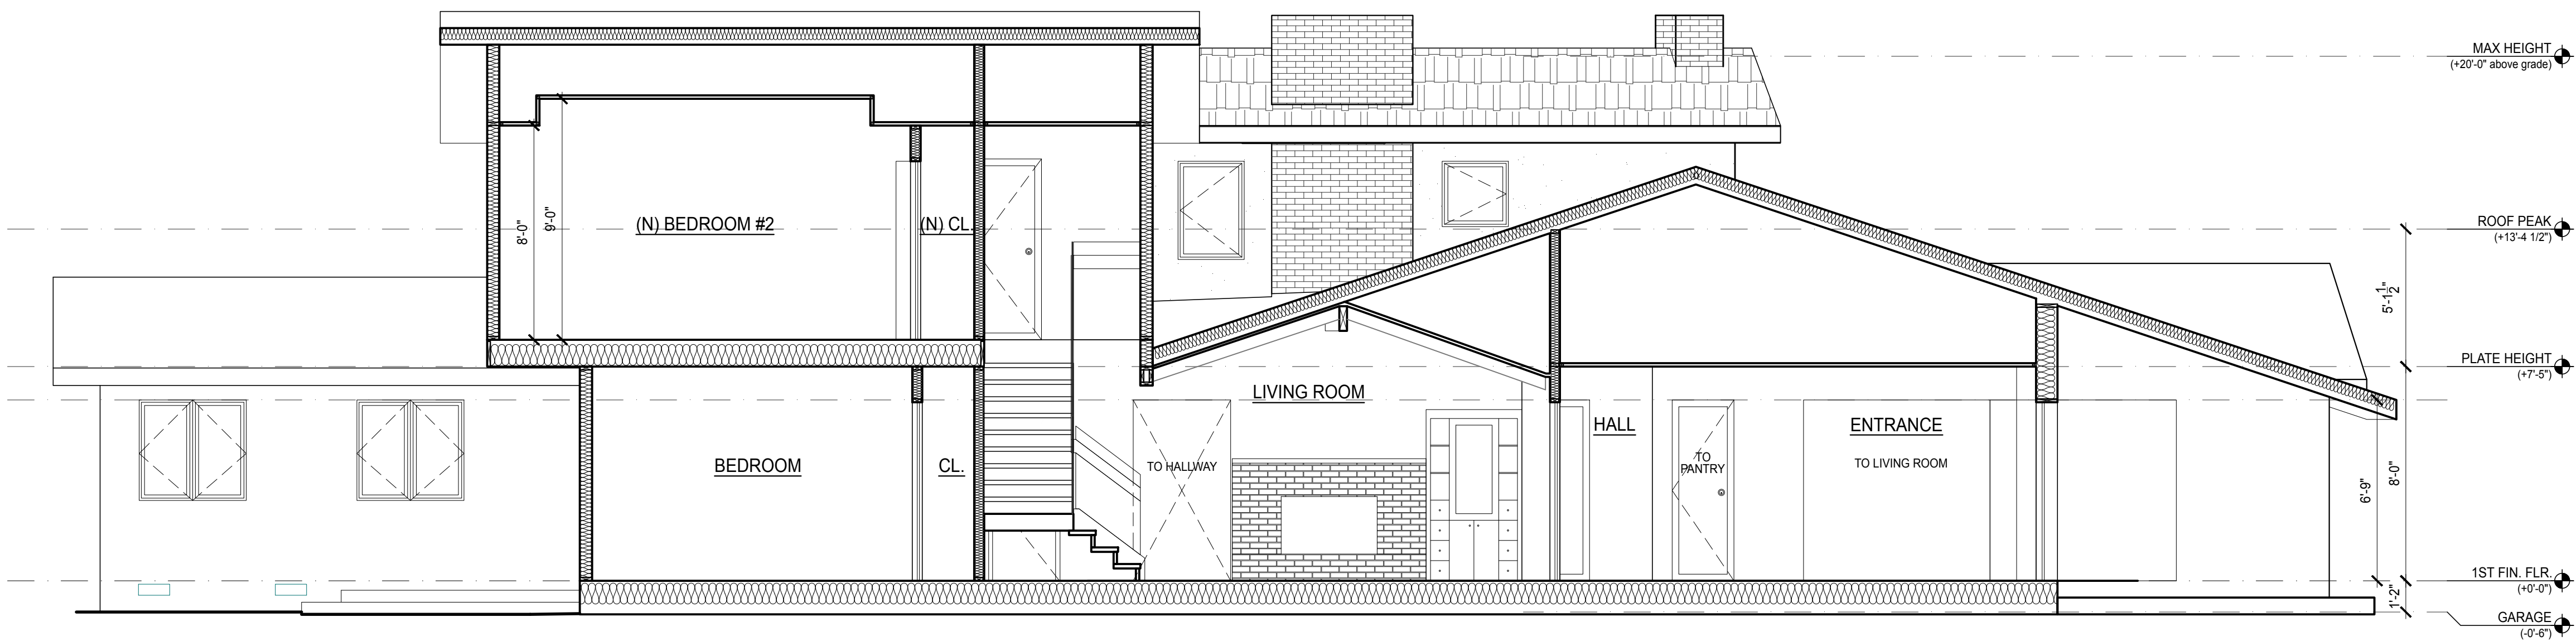 MAX HEIGHT
(+20'-0" above grade)
(N) BEDROOM #2
(N) CL.
8'-0"
9'-0"
ROOF PEAK
(+13'-4 1/2")
5'-1 1/2"
PLATE HEIGHT
(+7'-5")
LIVING ROOM
HALL
ENTRANCE
BEDROOM
CL.
TO HALLWAY
TO
PANTRY
TO LIVING ROOM
6'-9"
8'-0"
1ST FIN. FLR.
(+0'-0")
1'-2"
GARAGE
(-0'-6")